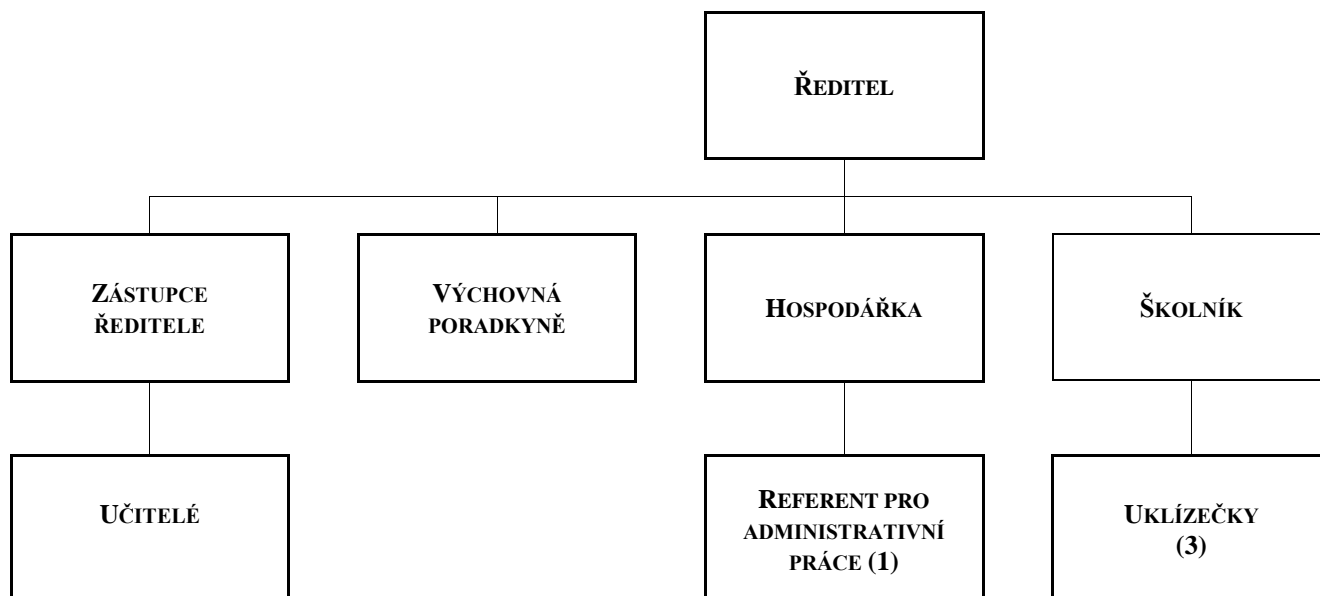 ŘEDITEL
ZÁSTUPCE
ŘEDITELE
VÝCHOVNÁ
PORADKYNĚ
HOSPODÁŘKA
ŠKOLNÍK
UČITELÉ
REFERENT PRO
ADMINISTRATIVNÍ
PRÁCE (1)
UKLÍZEČKY
(3)